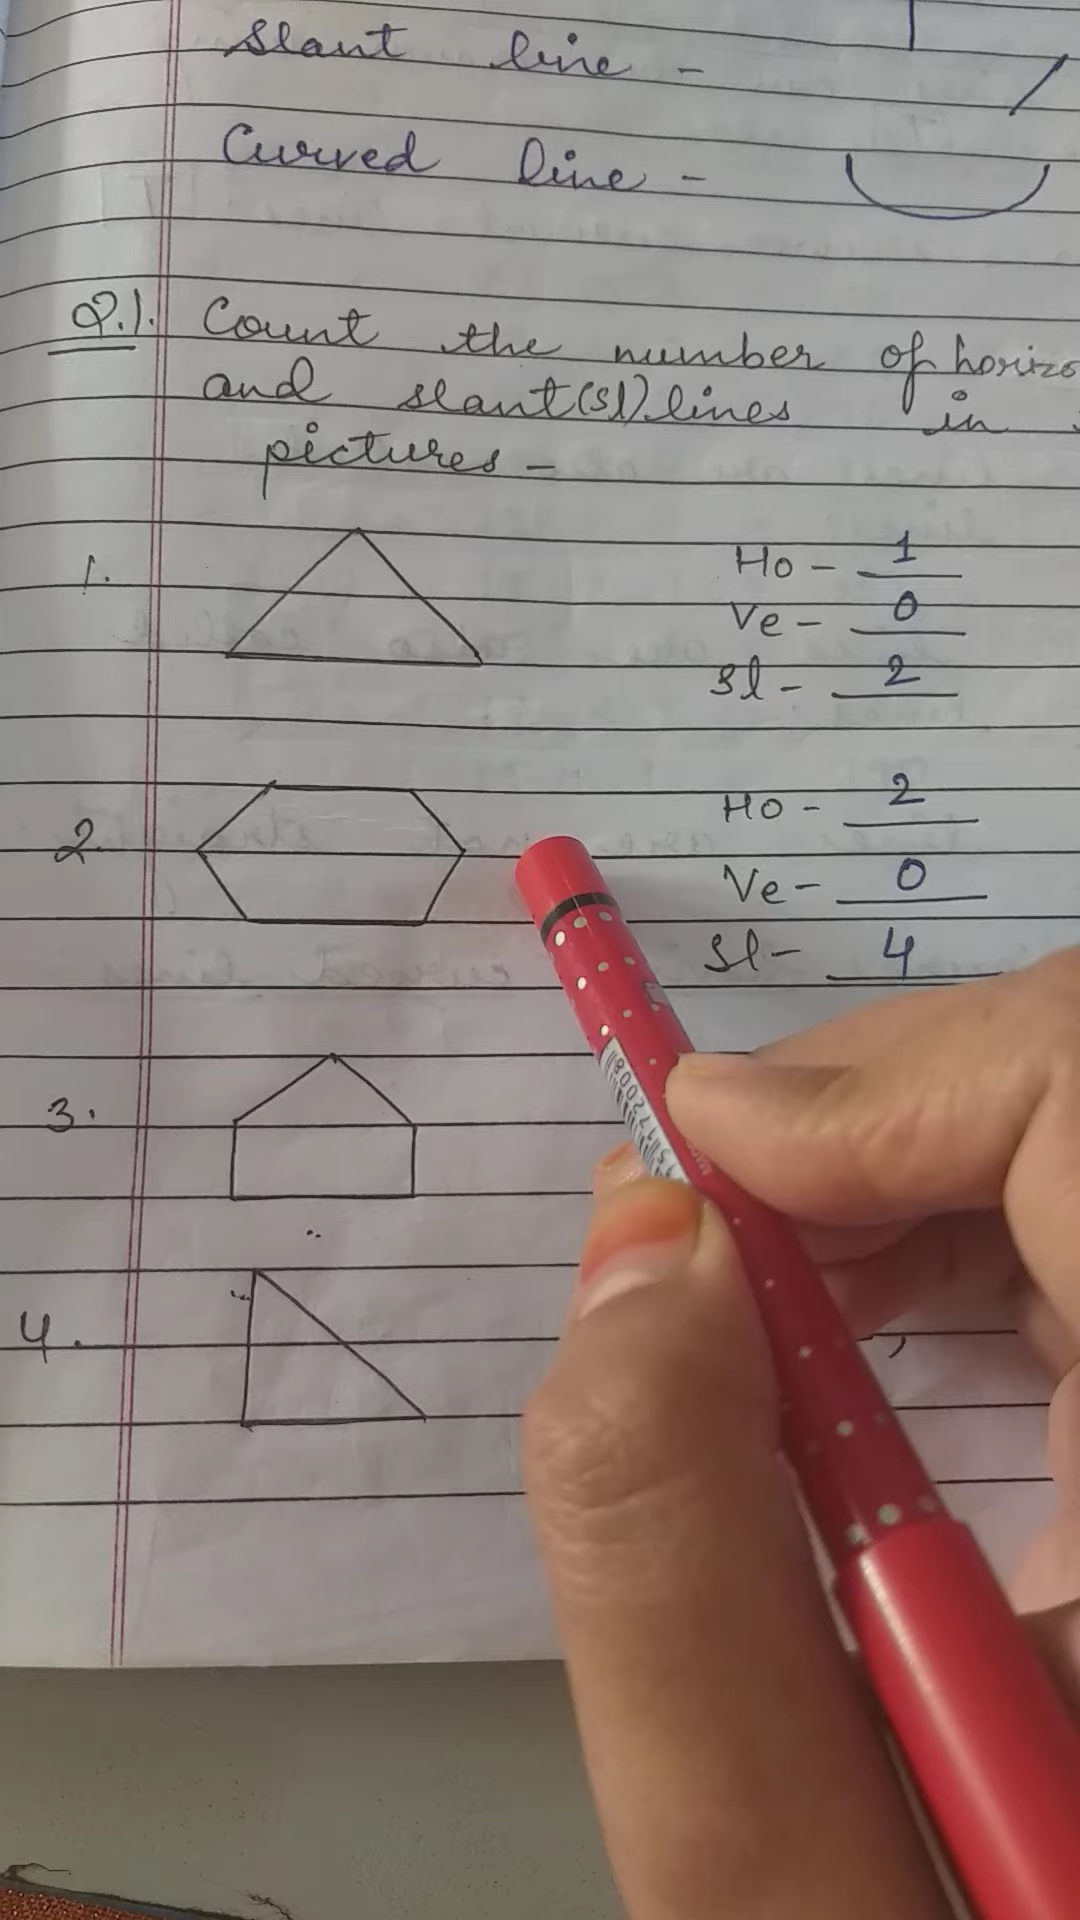 Slant line -
Curved line -
Q.1. Count the number of horizo
and slant(sl) lines in
pictures -
1.
Ho - 1
Ve - 0
Sl - 2
2.
Ho - 2
Ve - 0
Sl - 4
3.
4.